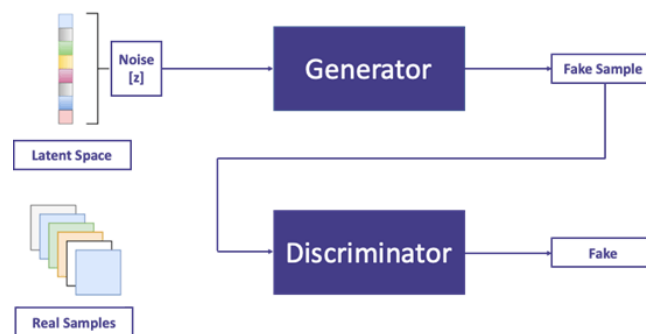 Noise
[z]
Generator
Fake Sample
Latent Space
Discriminator
Fake
Real Samples